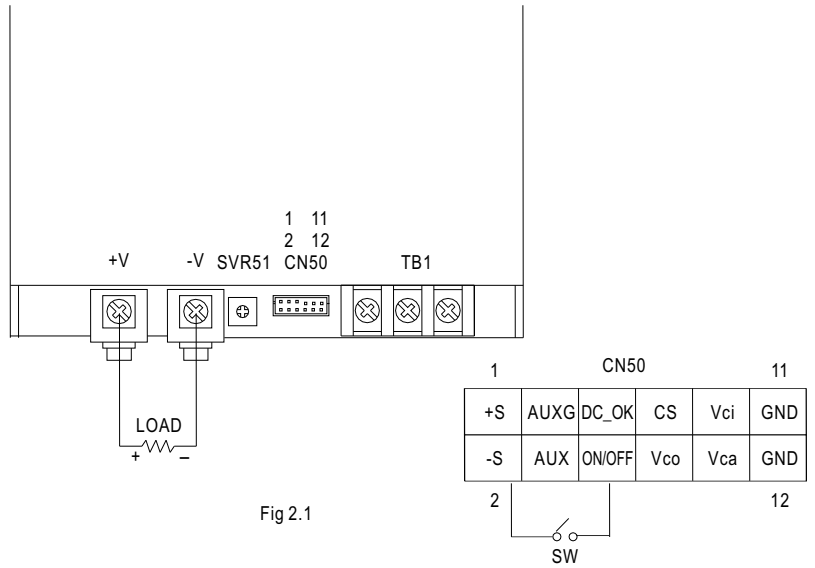 1 11
2 12
+V -V SVR51 CN50 TB1
LOAD
+ –
Fig 2.1
1 CN50 11
+S AUXG DC_OK CS Vci GND
-S AUX ON/OFF Vco Vca GND
2 12
SW